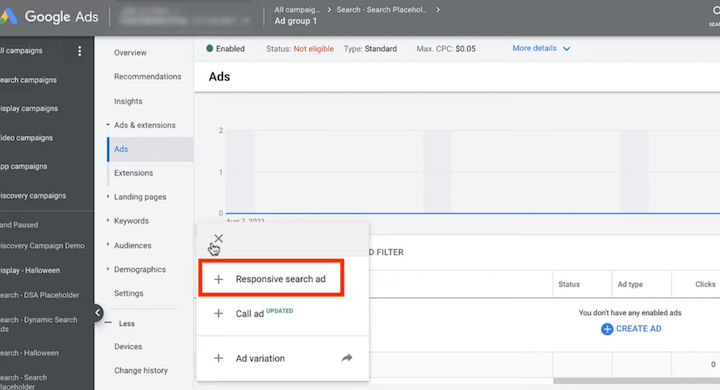 Google Ads
All campaig...
Search - Search Placehol...
Ad group 1
SEAR
All campaigns
Search campaigns
Display campaigns
Video campaigns
App campaigns
Discovery campaigns
and Paused
Discovery Campaign Demo
Display - Halloween
Search - DSA Placeholder
Search - Dynamic Search
Ads
Search - Halloween
Search - Search
Placeholder
Overview
Recommendations
Insights
Ads & extensions
Ads
Extensions
Landing pages
Keywords
Audiences
Demographics
Settings
Less
Devices
Change history
Enabled
Status: Not eligible
Type: Standard
Max. CPC: $0.05
More details
Ads
2
1
0
Aug 7, 2021
D FILTER
Responsive search ad
Call ad UPDATED
Ad variation
Status
Ad type
Clicks
You don't have any enabled ads
CREATE AD
0